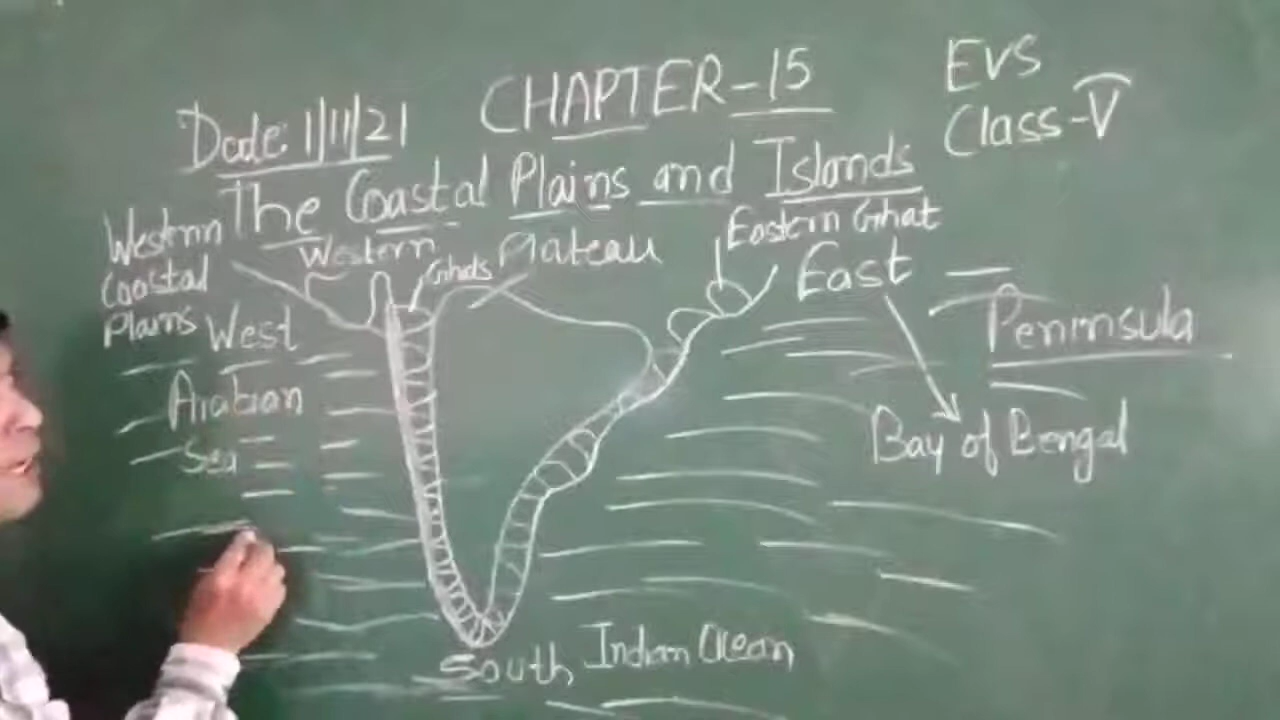 CHAPTER-15
EVS
Class-V
Date 1/11/21
The Coastal Plains and Islands
Western
Coastal
Plains
Western
Ghats
Plateau
Eastern Ghat
East
Peninsula
West
Arabian
Sea
Bay of Bengal
South Indian Ocean